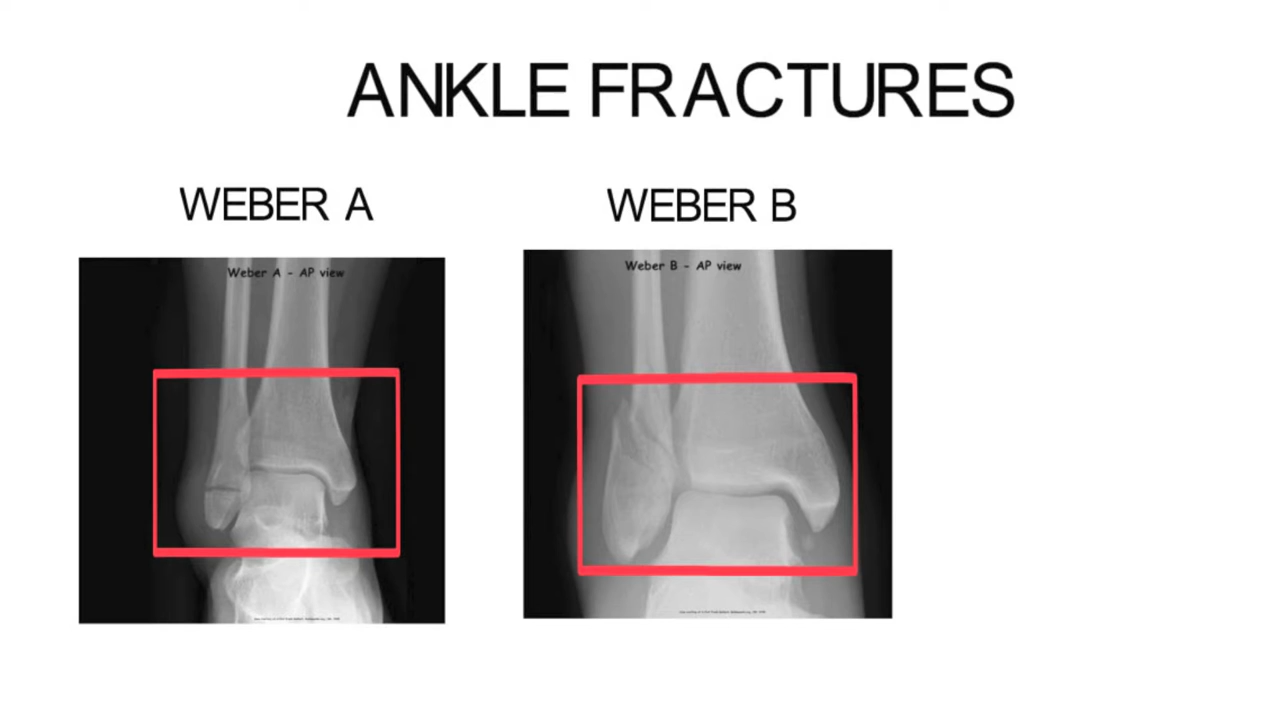 ANKLE FRACTURES
WEBER A
WEBER B
Weber A - AP view
Weber B - AP view